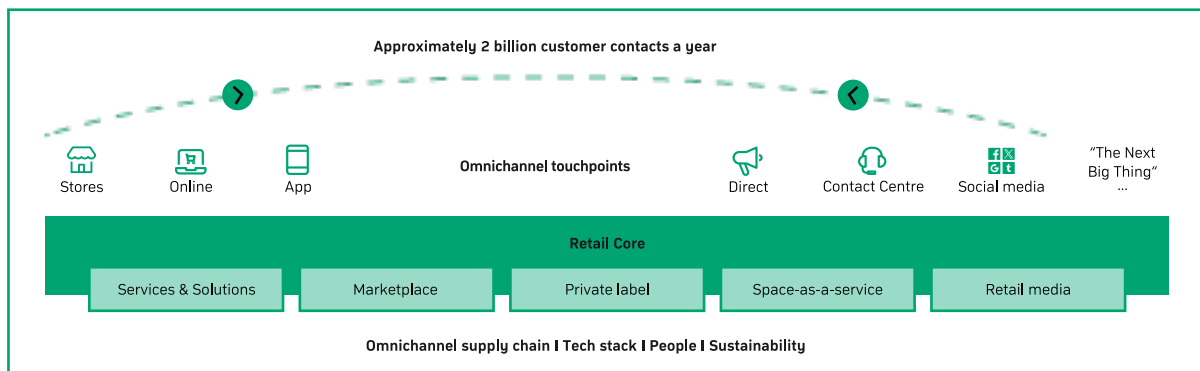 Approximately 2 billion customer contacts a year
Stores
Online
App
Omnichannel touchpoints
Direct
Contact Centre
Social media
"The Next
Big Thing"
...
Retail Core
Services & Solutions
Marketplace
Private label
Space-as-a-service
Retail media
Omnichannel supply chain I Tech stack I People I Sustainability